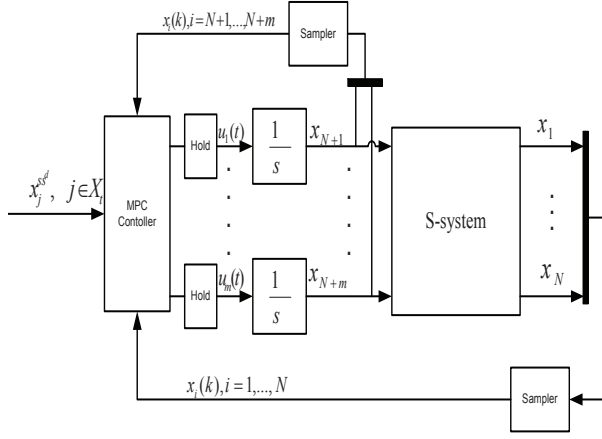 x_i(k), i=N+1,...,N+m
Sampler
Hold
u_1(t)
1
s
x_{N+1}
x_1
x_j^{ss^d}, j∈X_t
MPC
Contoller
. . .
S-system
Hold
u_m(t)
1
s
x_{N+m}
x_N
x_i(k), i=1,..., N
Sampler